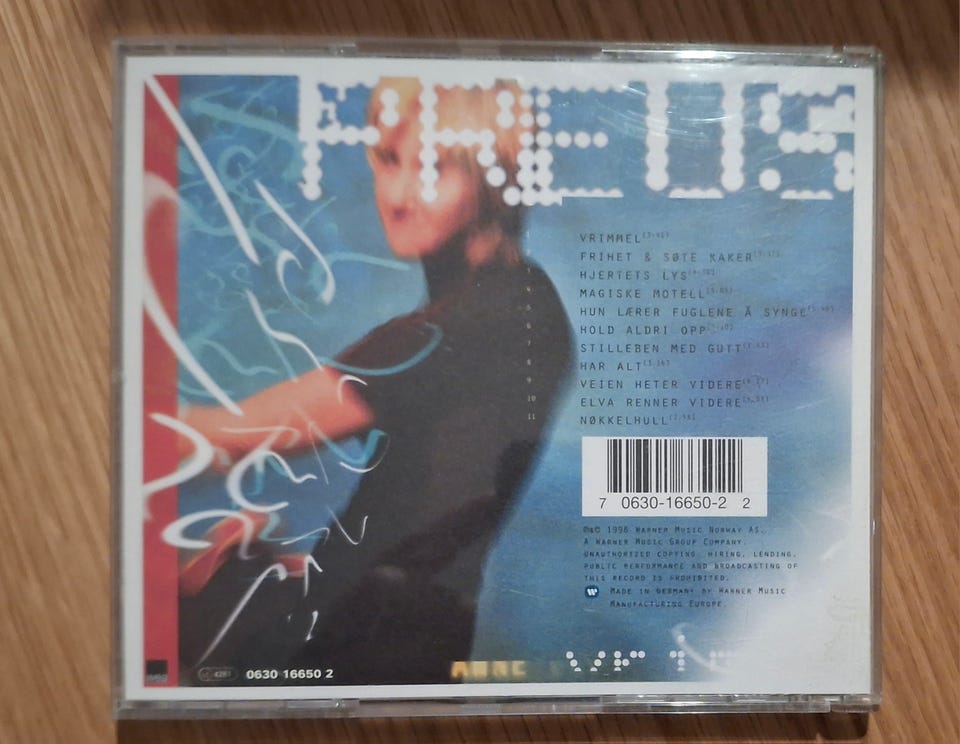 PREUS
VRIMMEL
FRIHET & SØTE KAKER
HJERTETS LYS
MAGISKE MOTELL
HUN LÆRER FUGLENE Å SYNGE
HOLD ALDRI OPP
STILLEBEN MED GUTT
HAR ALT
VEIEN HETER VIDERE
10 ELVA RENNER VIDERE
11 NØKKELHULL
7 0630-16650-2 2
℗© 1996 WARNER MUSIC NORWAY AS.
A WARNER MUSIC GROUP COMPANY.
UNAUTHORIZED COPYING, HIRING, LENDING,
PUBLIC PERFORMANCE AND BROADCASTING OF
THIS RECORD IS PROHIBITED.
MADE IN GERMANY BY WARNER MUSIC
MANUFACTURING EUROPE.
0630 16650 2